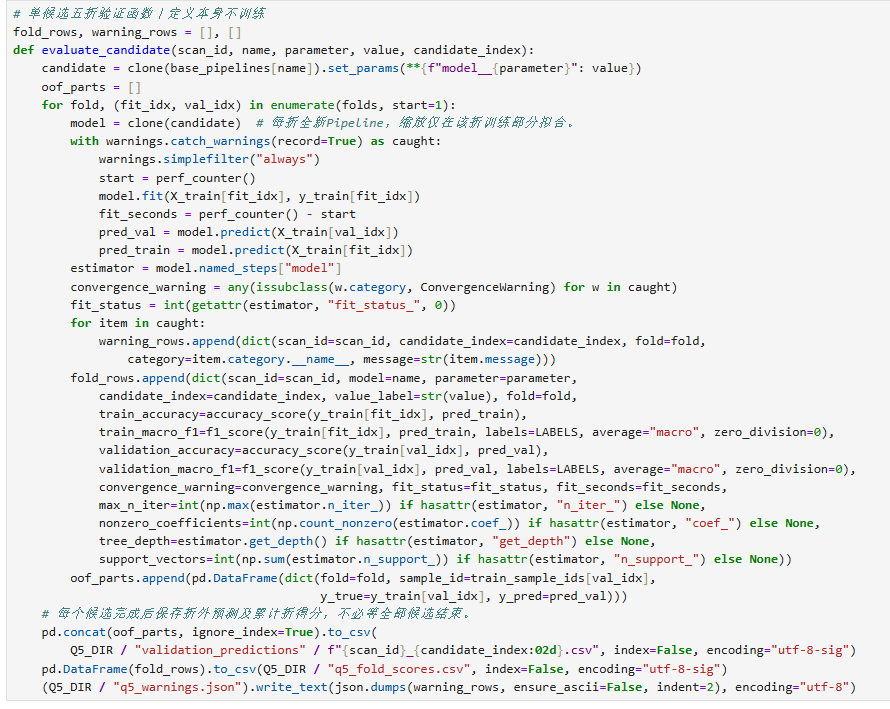 # 单候选五折验证函数 | 定义本身不训练
fold_rows, warning_rows = [], []
def evaluate_candidate(scan_id, name, parameter, value, candidate_index):
    candidate = clone(base_pipelines[name]).set_params(**{f"model__{parameter}": value})
    oof_parts = []
    for fold, (fit_idx, val_idx) in enumerate(folds, start=1):
        model = clone(candidate)  # 每折全新Pipeline，缩放仅在该折训练部分拟合。
        with warnings.catch_warnings(record=True) as caught:
            warnings.simplefilter("always")
            start = perf_counter()
            model.fit(X_train[fit_idx], y_train[fit_idx])
            fit_seconds = perf_counter() - start
            pred_val = model.predict(X_train[val_idx])
            pred_train = model.predict(X_train[fit_idx])
        estimator = model.named_steps["model"]
        convergence_warning = any(issubclass(w.category, ConvergenceWarning) for w in caught)
        fit_status = int(getattr(estimator, "fit_status_", 0))
        for item in caught:
            warning_rows.append(dict(scan_id=scan_id, candidate_index=candidate_index, fold=fold,
                category=item.category.__name__, message=str(item.message)))
        fold_rows.append(dict(scan_id=scan_id, model=name, parameter=parameter,
            candidate_index=candidate_index, value_label=str(value), fold=fold,
            train_accuracy=accuracy_score(y_train[fit_idx], pred_train),
            train_macro_f1=f1_score(y_train[fit_idx], pred_train, labels=LABELS, average="macro", zero_division=0),
            validation_accuracy=accuracy_score(y_train[val_idx], pred_val),
            validation_macro_f1=f1_score(y_train[val_idx], pred_val, labels=LABELS, average="macro", zero_division=0),
            convergence_warning=convergence_warning, fit_status=fit_status, fit_seconds=fit_seconds,
            max_n_iter=int(np.max(estimator.n_iter_)) if hasattr(estimator, "n_iter_") else None,
            nonzero_coefficients=int(np.count_nonzero(estimator.coef_)) if hasattr(estimator, "coef_") else None,
            tree_depth=estimator.get_depth() if hasattr(estimator, "get_depth") else None,
            support_vectors=int(np.sum(estimator.n_support_)) if hasattr(estimator, "n_support_") else None))
        oof_parts.append(pd.DataFrame(dict(fold=fold, sample_id=train_sample_ids[val_idx],
                                           y_true=y_train[val_idx], y_pred=pred_val)))
    # 每个候选完成后保存折外预测及累计折得分，不必等全部候选结束。
    pd.concat(oof_parts, ignore_index=True).to_csv(
        Q5_DIR / "validation_predictions" / f"{scan_id}_{candidate_index:02d}.csv", index=False, encoding="utf-8-sig")
    pd.DataFrame(fold_rows).to_csv(Q5_DIR / "q5_fold_scores.csv", index=False, encoding="utf-8-sig")
    (Q5_DIR / "q5_warnings.json").write_text(json.dumps(warning_rows, ensure_ascii=False, indent=2), encoding="utf-8")